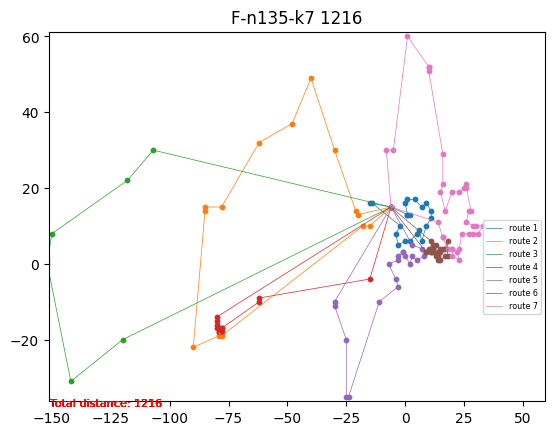 F-n135-k7 1216
60
40
20
0
−20
−150
−125
−100
−75
−50
−25
0
25
50
route 1
route 2
route 3
route 4
route 5
route 6
route 7
Total distance: 1216